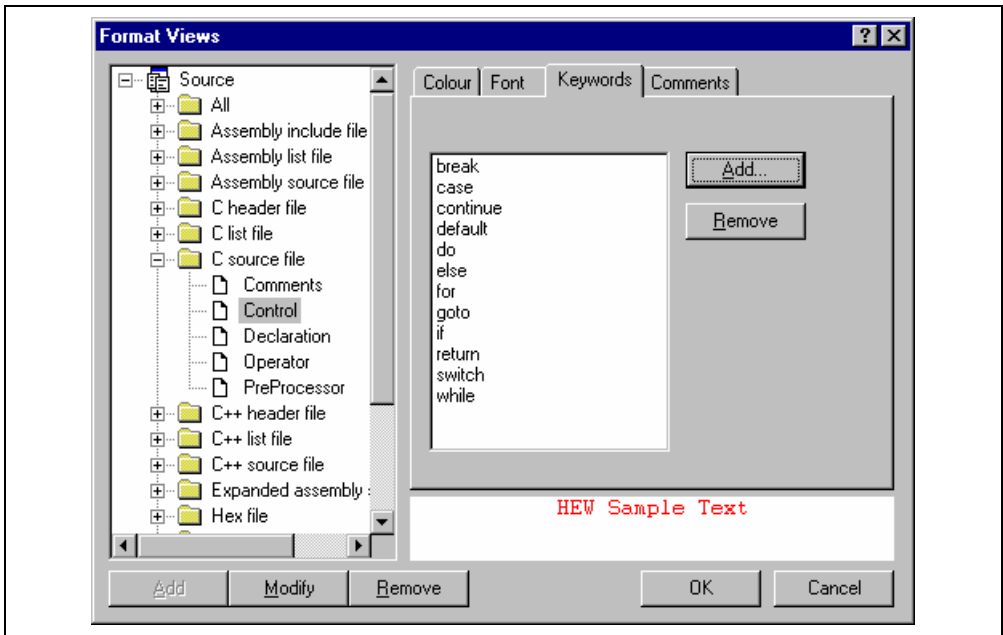 Format Views
Source
All
Assembly include file
Assembly list file
Assembly source file
C header file
C list file
C source file
Comments
Control
Declaration
Operator
PreProcessor
C++ header file
C++ list file
C++ source file
Expanded assembly
Hex file
Colour
Font
Keywords
Comments
break
case
continue
default
do
else
for
goto
if
return
switch
while
Add...
Remove
HEW Sample Text
Add
Modify
Remove
OK
Cancel